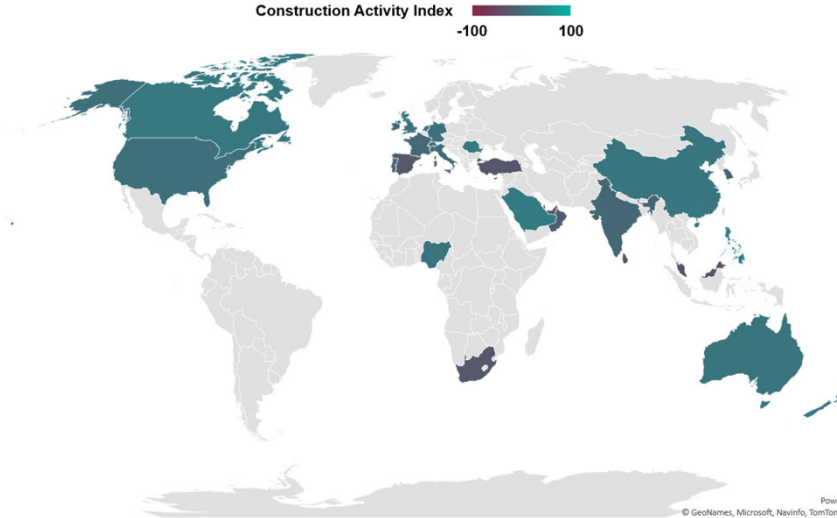 Construction Activity Index
-100 100
© GeoNames, Microsoft, Navinfo, TomTom